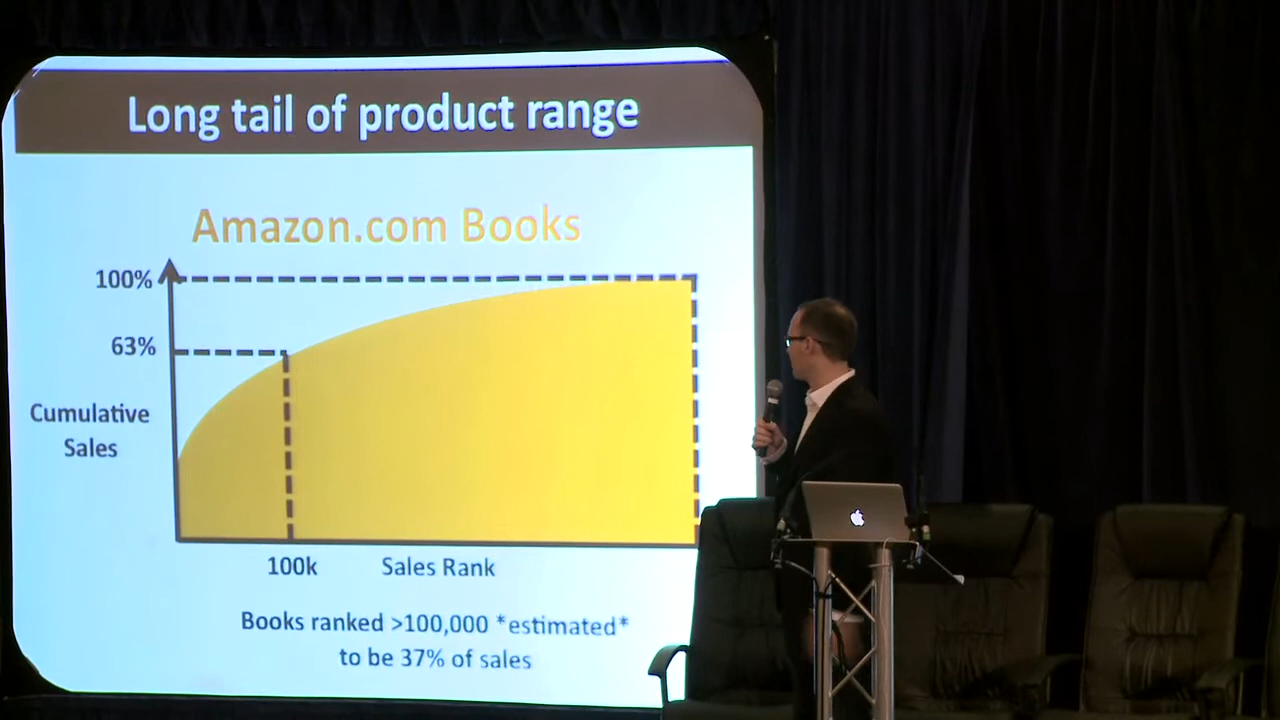 Long tail of product range
Amazon.com Books
100%
63%
Cumulative
Sales
100k
Sales Rank
Books ranked >100,000 *estimated*
to be 37% of sales